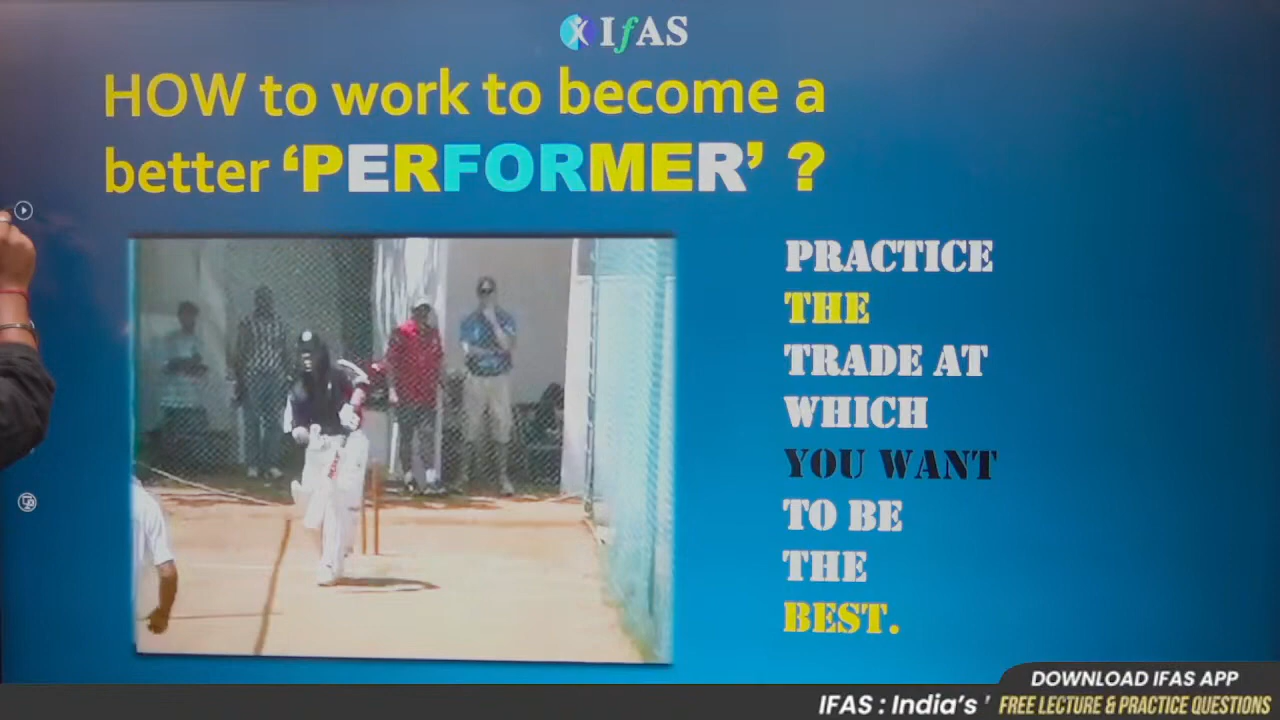 IfAS
HOW to work to become a
better ‘PERFORMER’ ?
PRACTICE
THE
TRADE AT
WHICH
YOU WANT
TO BE
THE
BEST.
DOWNLOAD IFAS APP
IFAS : India’s ' FREE LECTURE & PRACTICE QUESTIONS